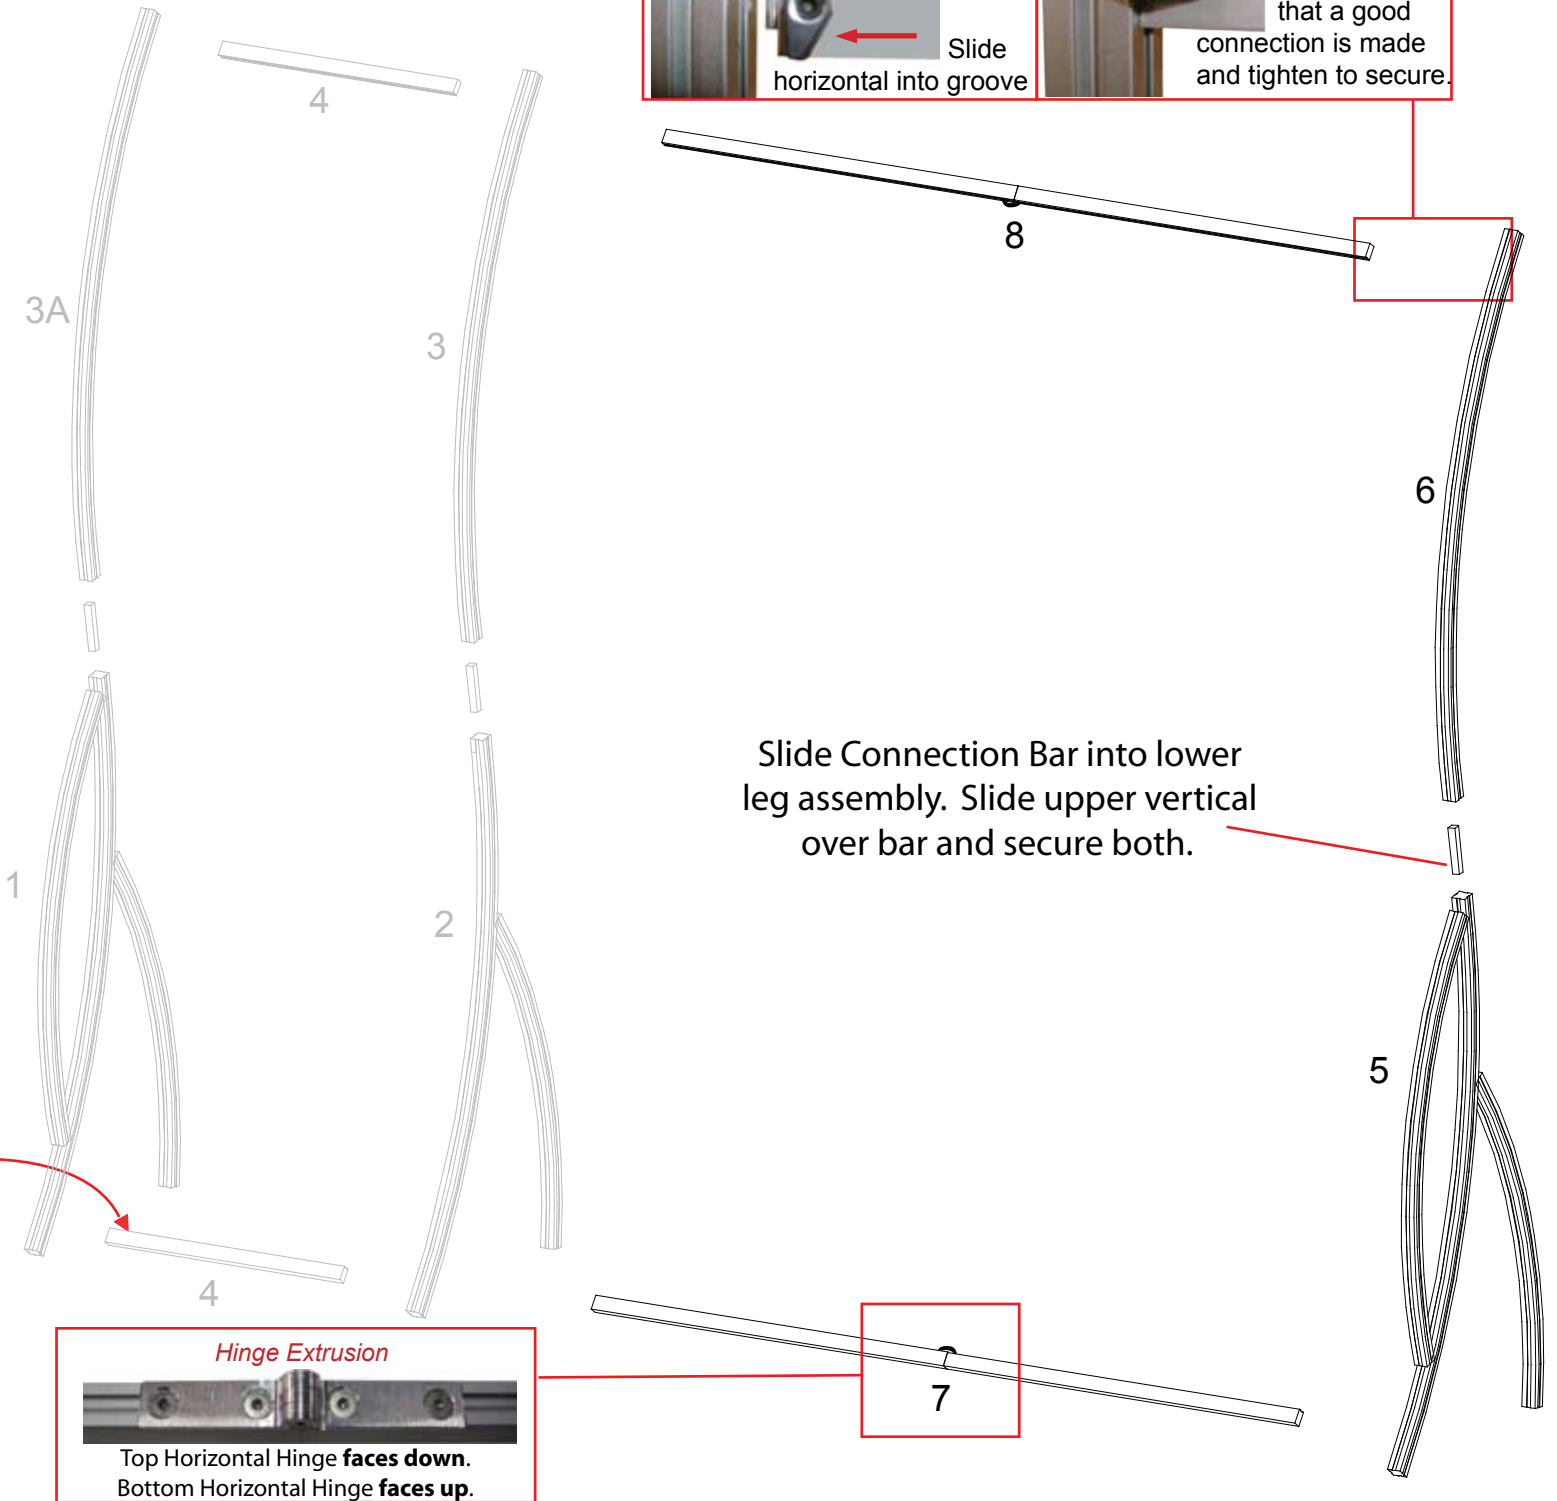 Slide
horizontal into groove
that a good
connection is made
and tighten to secure.
4
8
3A
3
6
Slide Connection Bar into lower
leg assembly. Slide upper vertical
over bar and secure both.
1
2
5
4
7
Hinge Extrusion
Top Horizontal Hinge faces down.
Bottom Horizontal Hinge faces up.